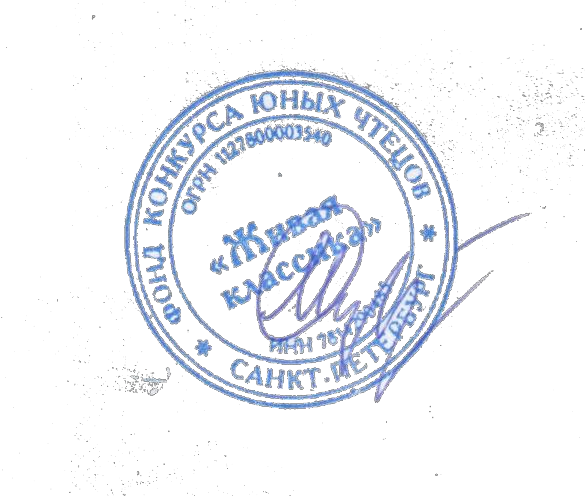 ФОНД КОНКУРСА ЮНЫХ ЧТЕЦОВ
* САНКТ-ПЕТЕРБУРГ *
ОГРН 1127800003540
«Живая
классика»
ИНН